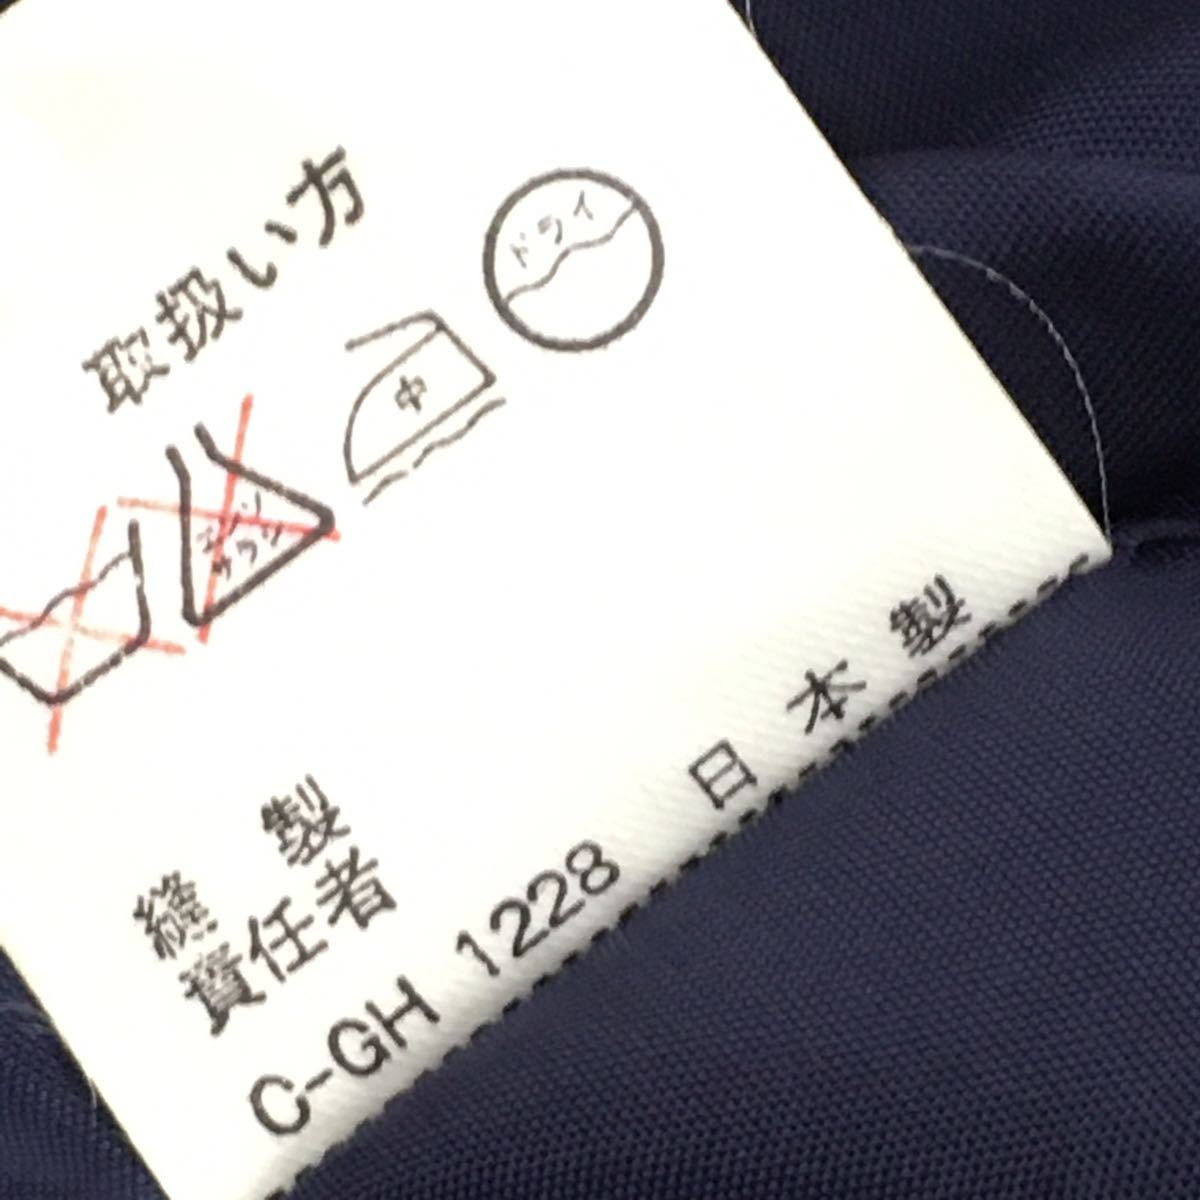 取扱い方
エンソ
サラシ
中
ドライ
縫製
責任者
C-GH 1228 日本製